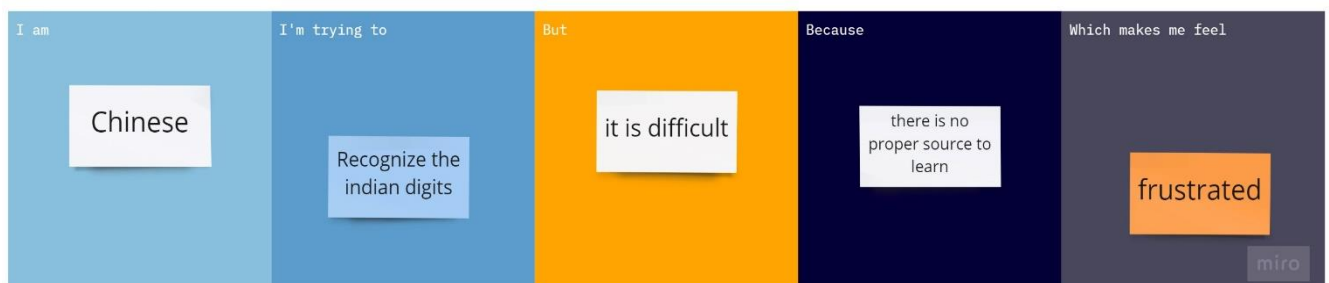 I am
Chinese
I'm trying to
Recognize the
indian digits
But
it is difficult
Because
there is no
proper source to
learn
Which makes me feel
frustrated
miro